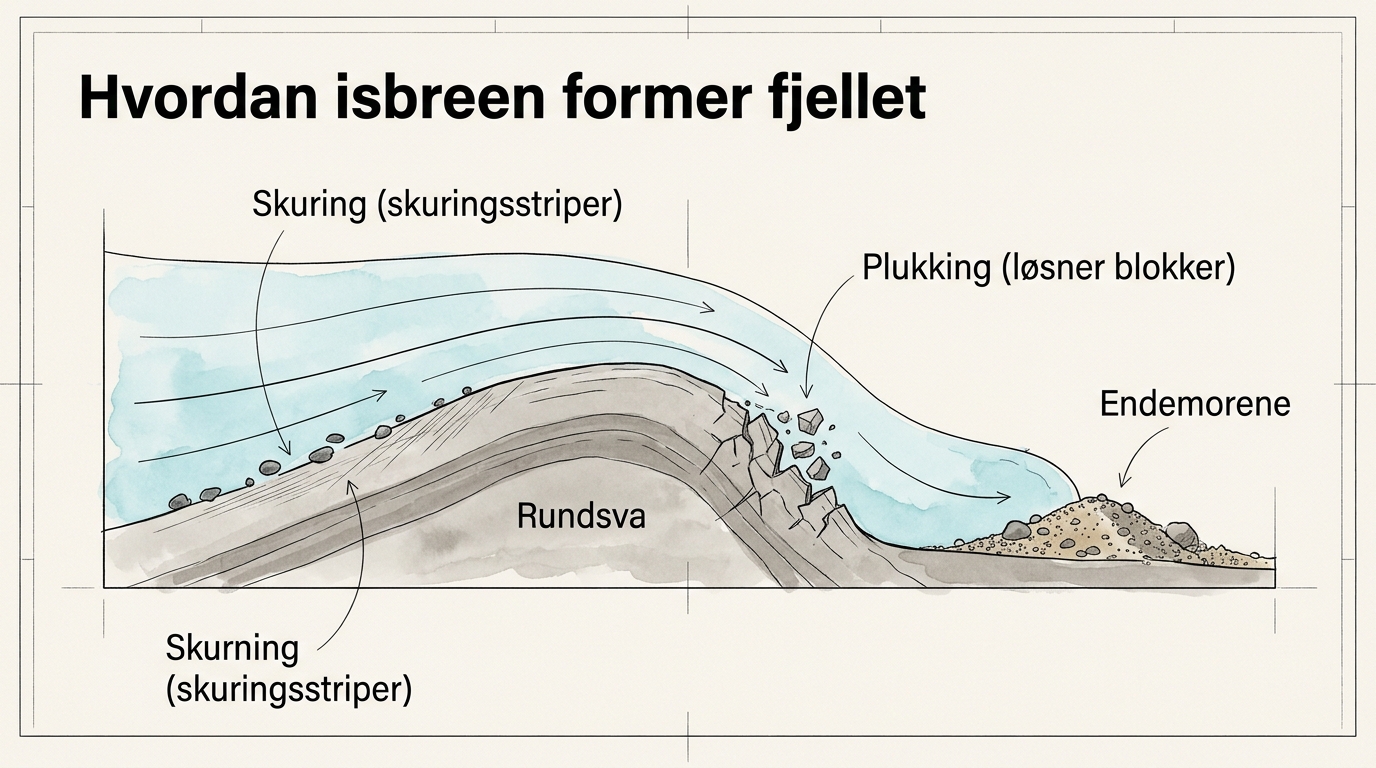 Hvordan isbreen former fjellet
Skuring (skuringsstriper)
Plukking (løsner blokker)
Endemorene
Rundsva
Skurning
(skuringsstriper)